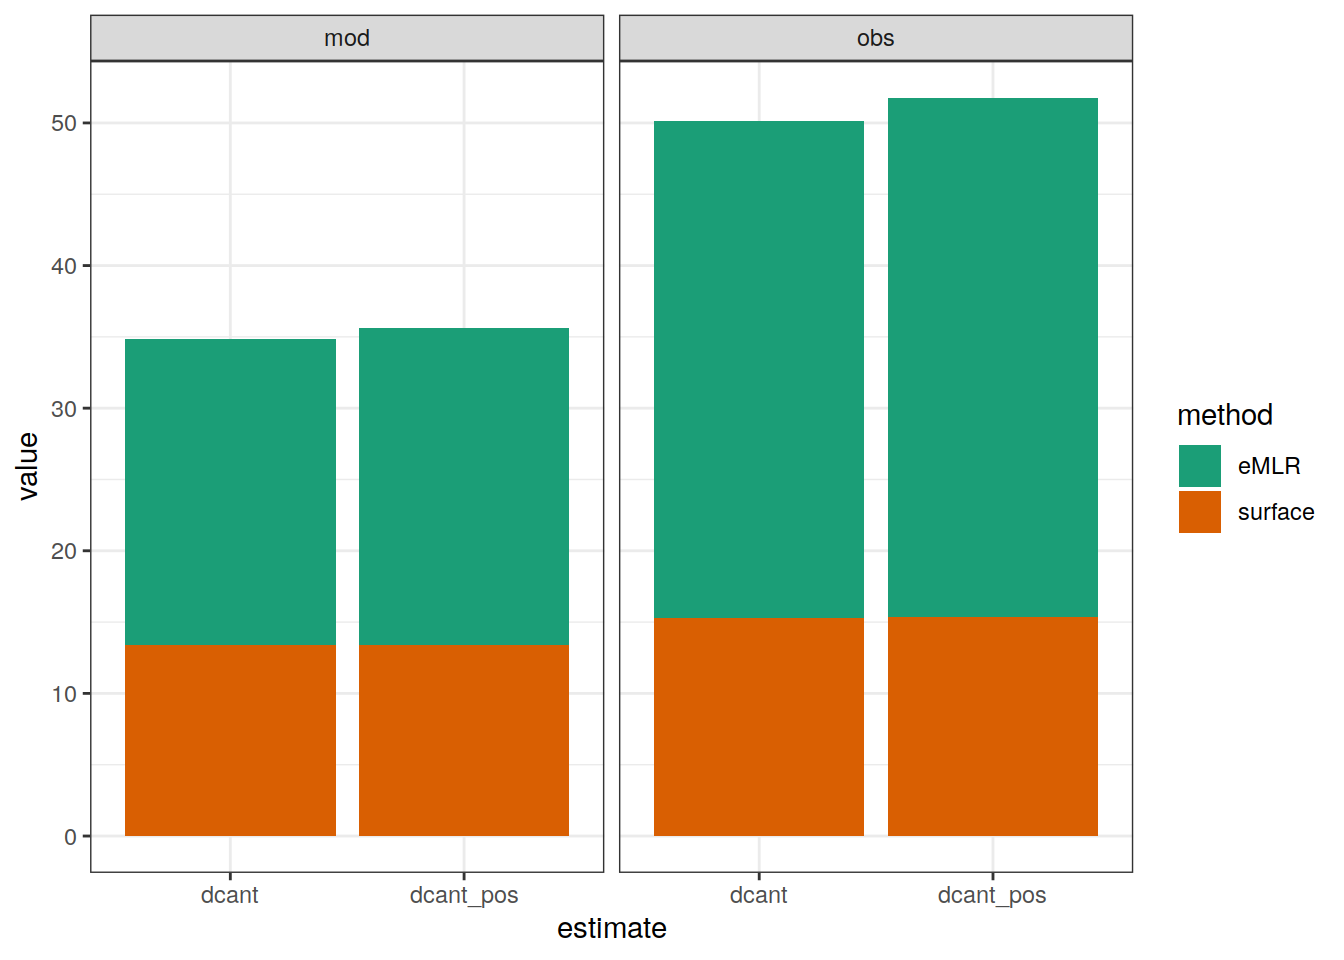 mod
obs
value
50
40
30
20
10
0
dcant
dcant_pos
dcant
dcant_pos
estimate
method
eMLR
surface